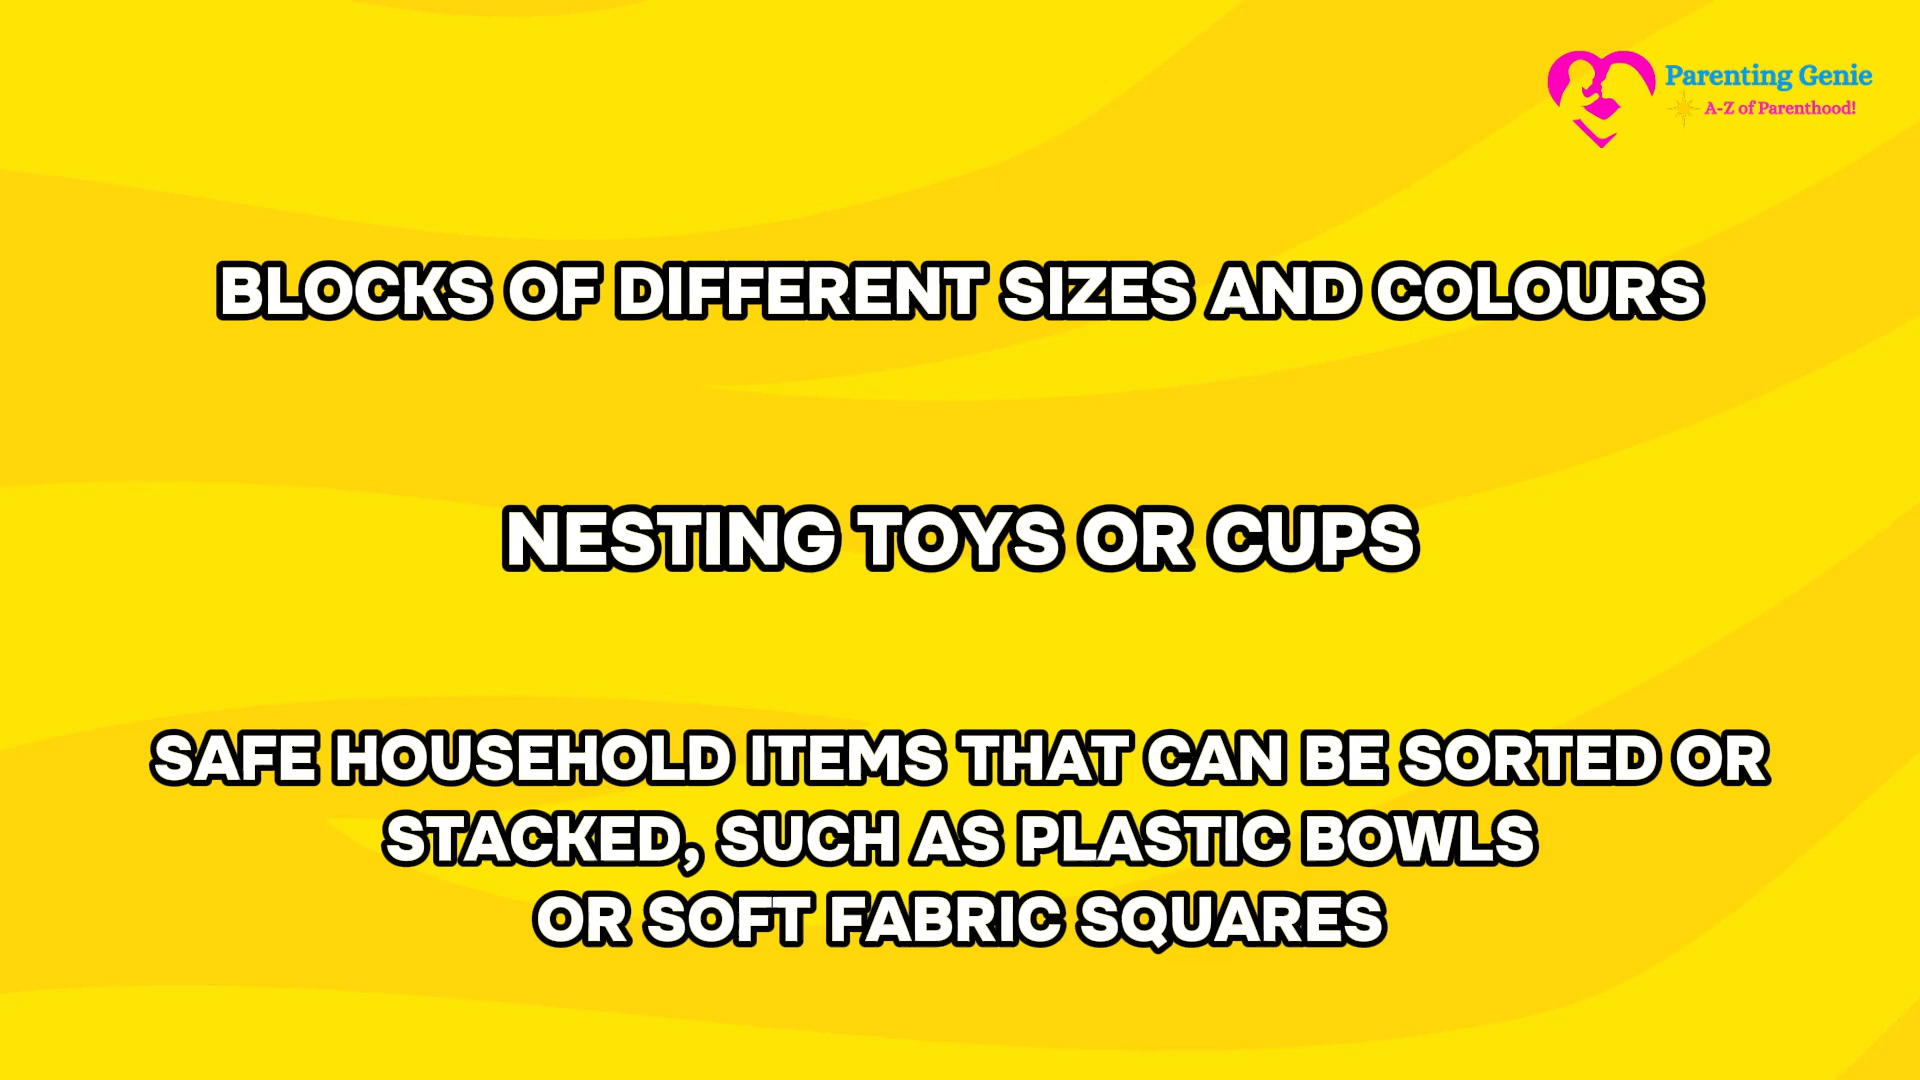 Parenting Genie
A-Z of Parenthood!
BLOCKS OF DIFFERENT SIZES AND COLOURS
NESTING TOYS OR CUPS
SAFE HOUSEHOLD ITEMS THAT CAN BE SORTED OR
STACKED, SUCH AS PLASTIC BOWLS
OR SOFT FABRIC SQUARES